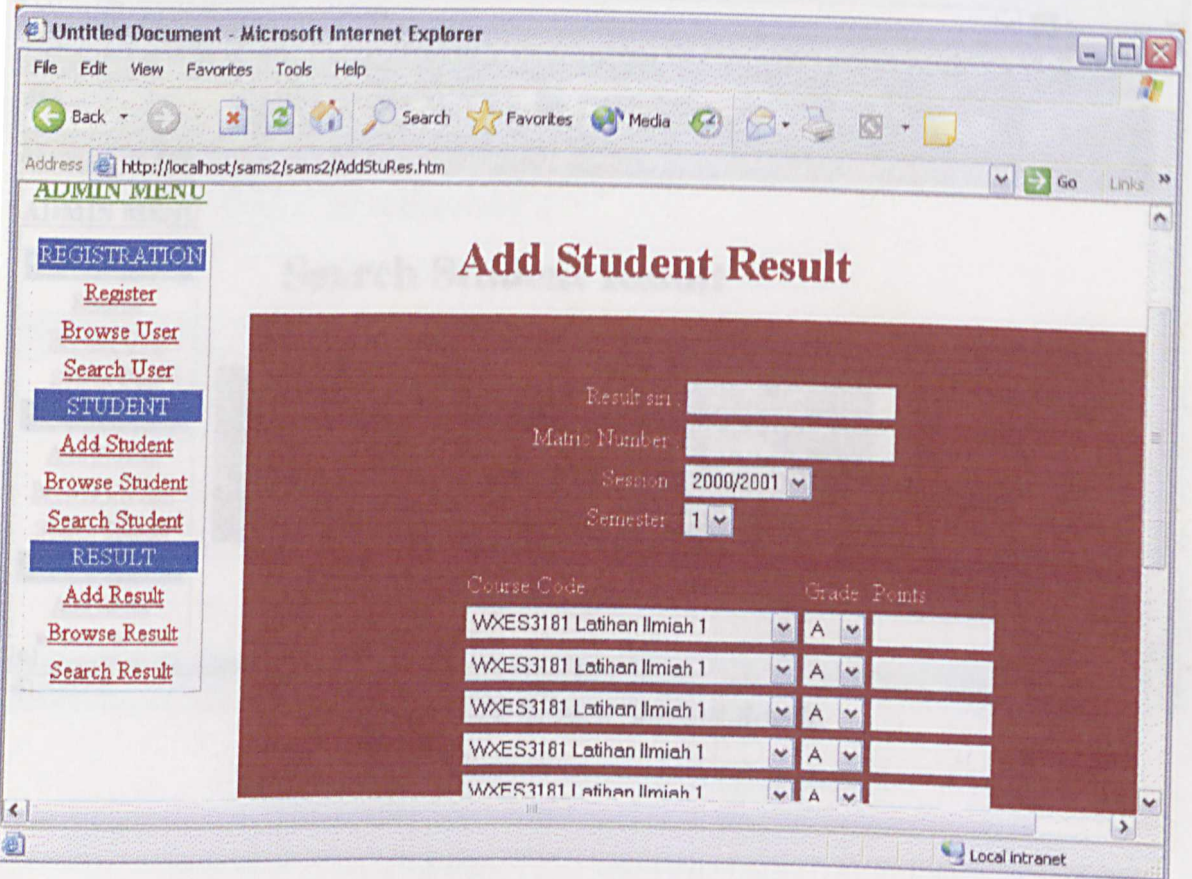 Untitled Document - Microsoft Internet Explorer
File Edit View Favorites Tools Help
Back Search Favorites Media
Address http://localhost/sams2/sams2/AddStuRes.htm Go Links »
ADMIN MENU
REGISTRATION
Register
Browse User
Search User
STUDENT
Add Student
Browse Student
Search Student
RESULT
Add Result
Browse Result
Search Result
Add Student Result
Result siri :
Matric Number
Session 2000/2001
Semester 1
Course Code Grade Points
WXES3181 Latihan Ilmiah 1 A
WXES3181 Latihan Ilmiah 1 A
WXES3181 Latihan Ilmiah 1 A
WXES3181 Latihan Ilmiah 1 A
WXES3181 Latihan Ilmiah 1 A
Local intranet